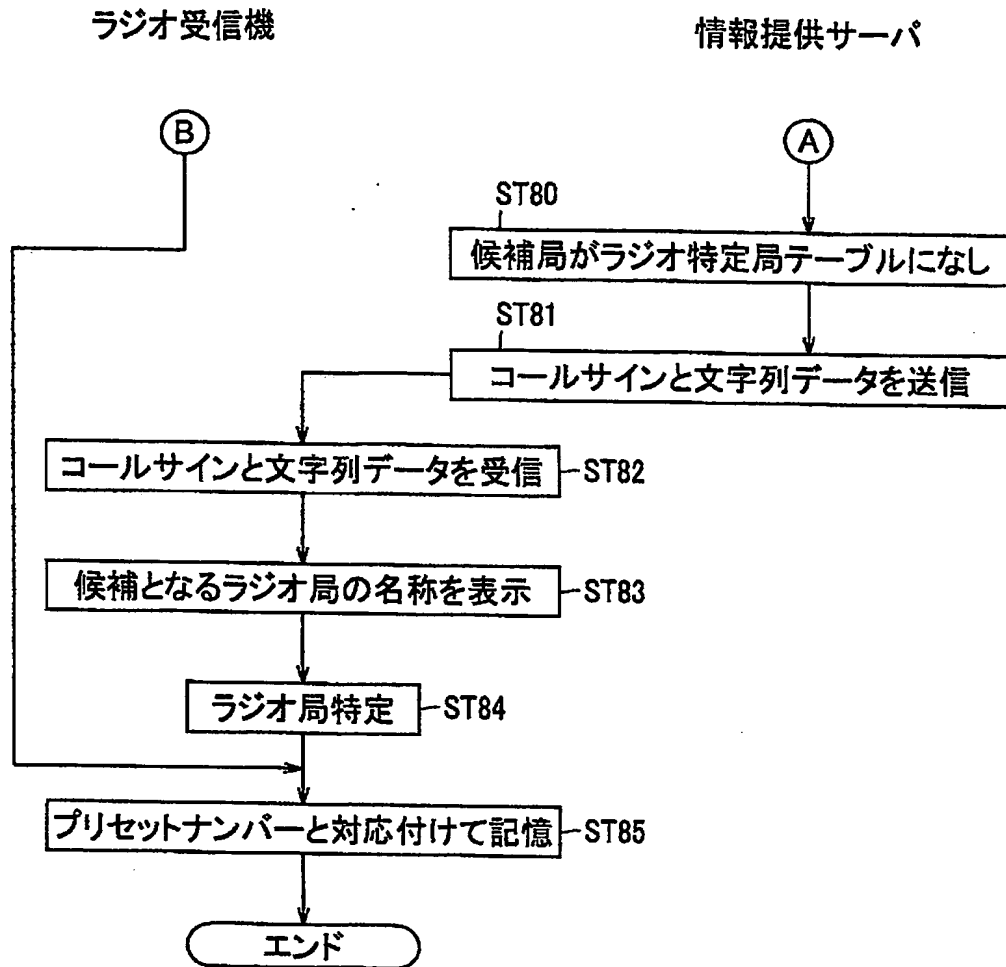 ラジオ受信機
情報提供サーバ
B
A
ST80
候補局がラジオ特定局テーブルになし
ST81
コールサインと文字列データを送信
コールサインと文字列データを受信
ST82
候補となるラジオ局の名称を表示
ST83
ラジオ局特定
ST84
プリセットナンバーと対応付けて記憶
ST85
エンド